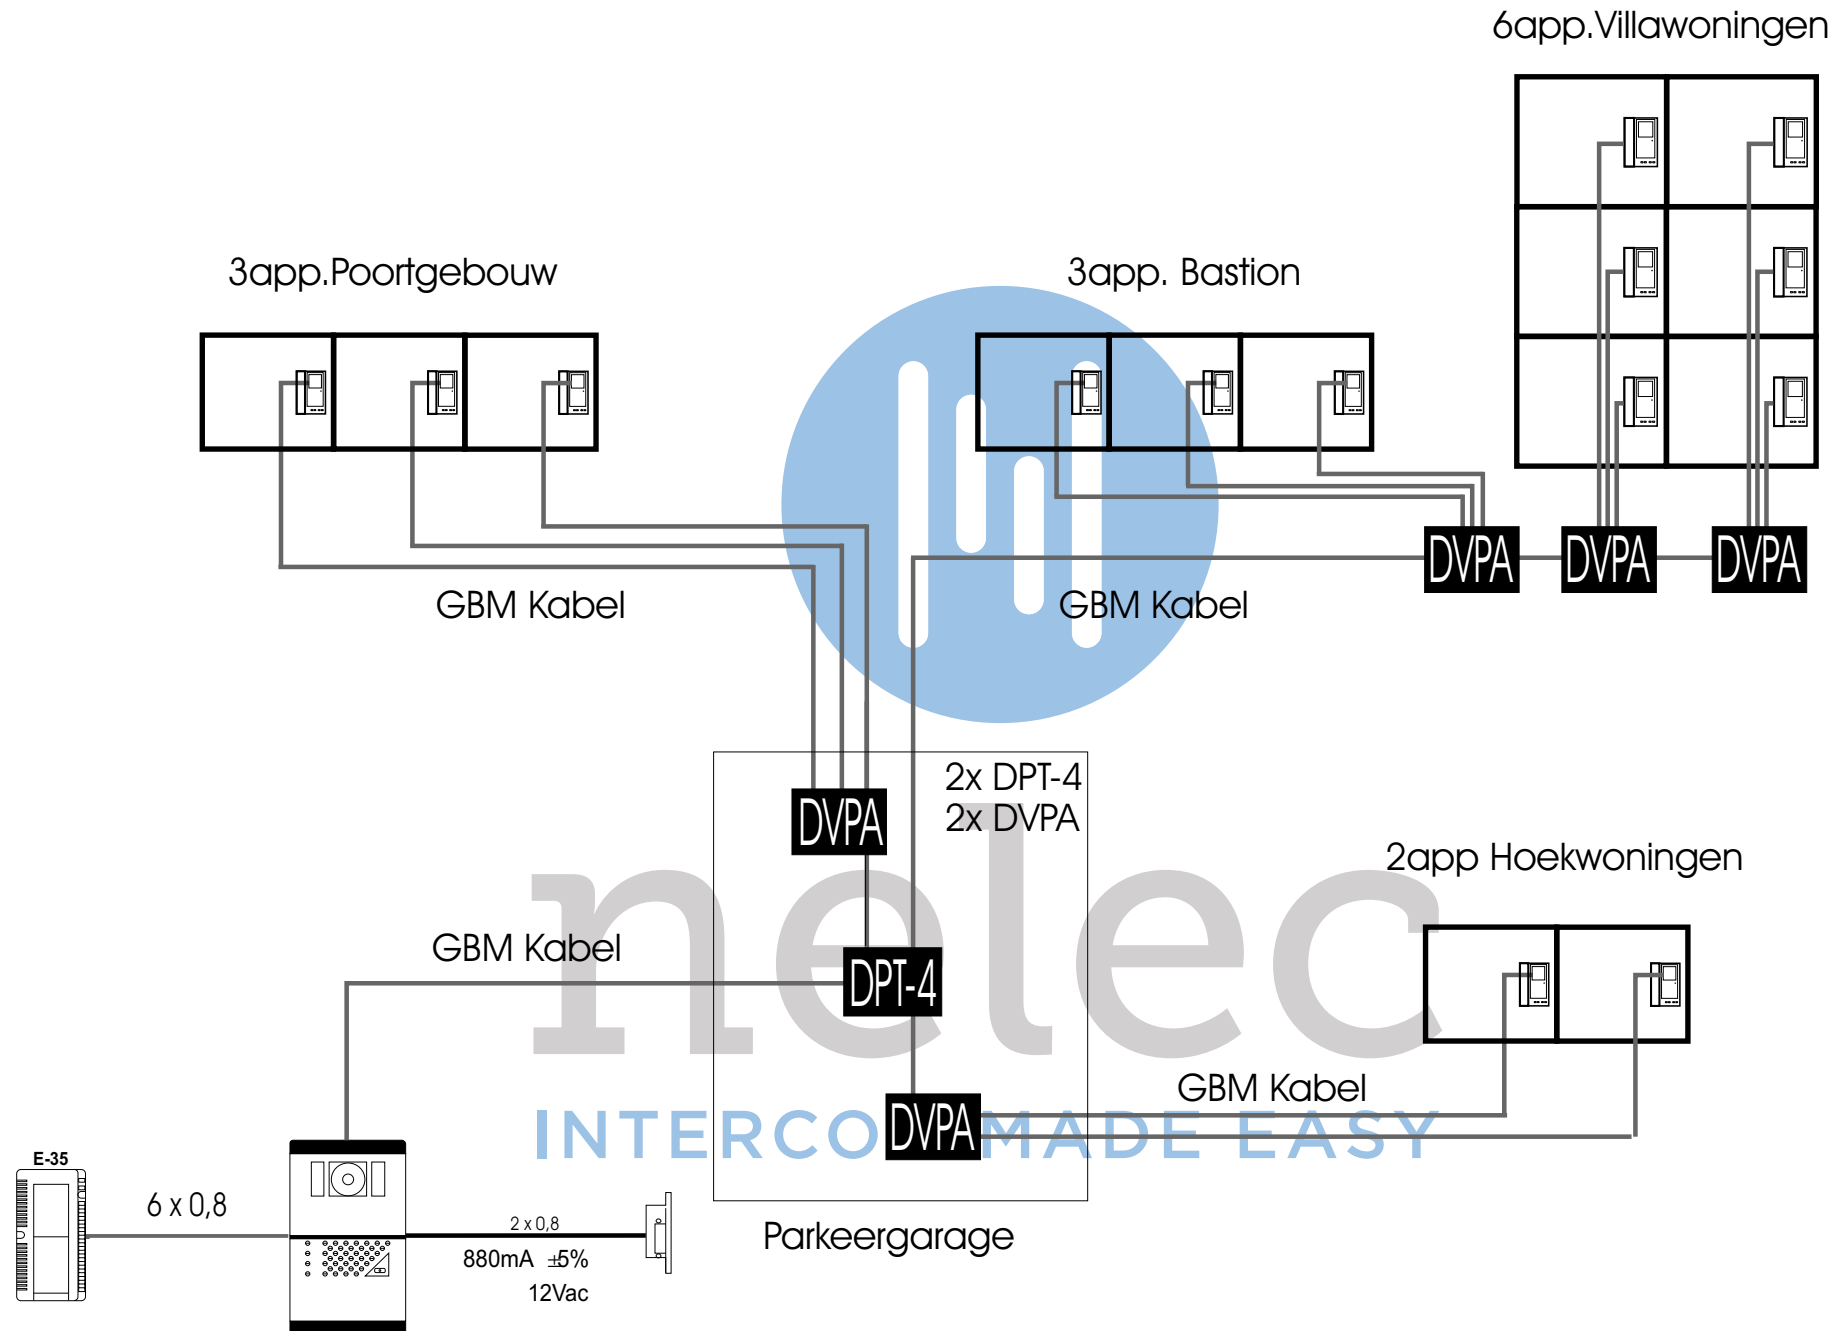 6app.Villawoningen
3app.Poortgebouw
3app. Bastion
DVPA
DVPA
DVPA
GBM Kabel
GBM Kabel
2x DPT-4
2x DVPA
DVPA
2app Hoekwoningen
nelec
GBM Kabel
DPT-4
GBM Kabel
DVPA
INTERCO MADE EASY
E-35
6 x 0,8
2 x 0,8
880mA ±5%
12Vac
Parkeergarage